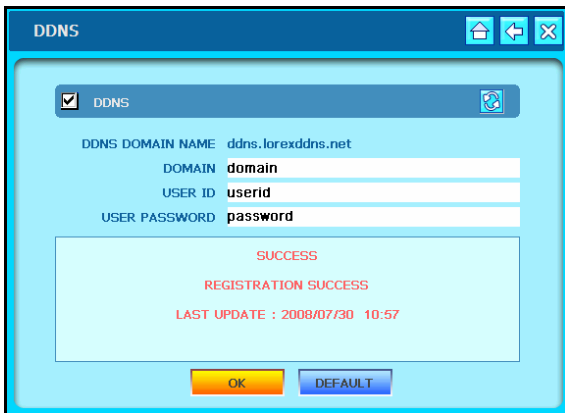 DDNS
DDNS
DDNS DOMAIN NAME ddns.lorexddns.net
DOMAIN domain
USER ID userid
USER PASSWORD password
SUCCESS
REGISTRATION SUCCESS
LAST UPDATE : 2008/07/30 10:57
OK DEFAULT